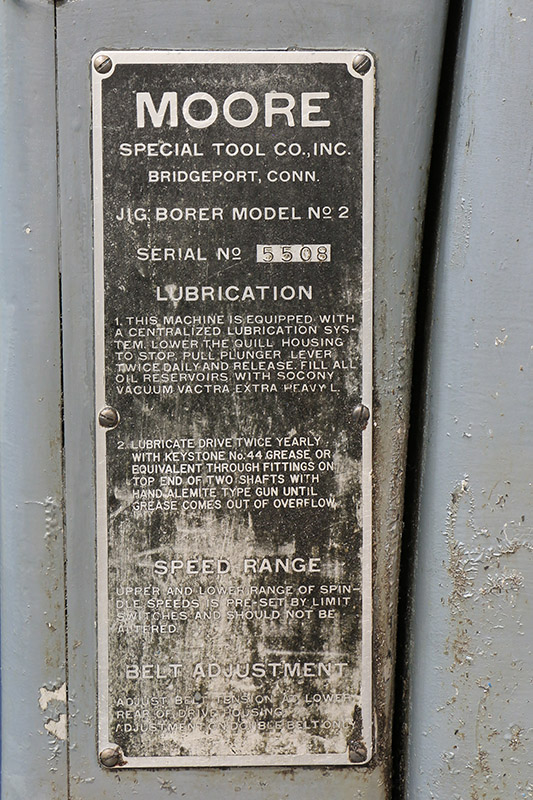 MOORE
SPECIAL TOOL CO., INC.
BRIDGEPORT, CONN.
JIG BORER MODEL Nº 2
SERIAL Nº 5508
LUBRICATION
1. THIS MACHINE IS EQUIPPED WITH
A CENTRALIZED LUBRICATION SYS-
TEM. LOWER THE QUILL HOUSING
TO STOP, PULL PLUNGER LEVER
TWICE DAILY AND RELEASE. FILL ALL
OIL RESERVOIRS WITH SOCONY
VACUUM VACTRA EXTRA HEAVY L.
2. LUBRICATE DRIVE TWICE YEARLY
WITH KEYSTONE No. 44 GREASE OR
EQUIVALENT THROUGH FITTINGS ON
TOP END OF TWO SHAFTS WITH
HAND ALEMITE TYPE GUN UNTIL
GREASE COMES OUT OF OVERFLOW.
SPEED RANGE
UPPER AND LOWER RANGE OF SPIN-
DLE SPEEDS IS PRE-SET BY LIMIT
SWITCHES AND SHOULD NOT BE
ALTERED
BELT ADJUSTMENT
ADJUST BELT TENSION AT LOWER
REAR OF DRIVE HOUSING
ADJUSTMENT ON DOUBLE BELT ONLY